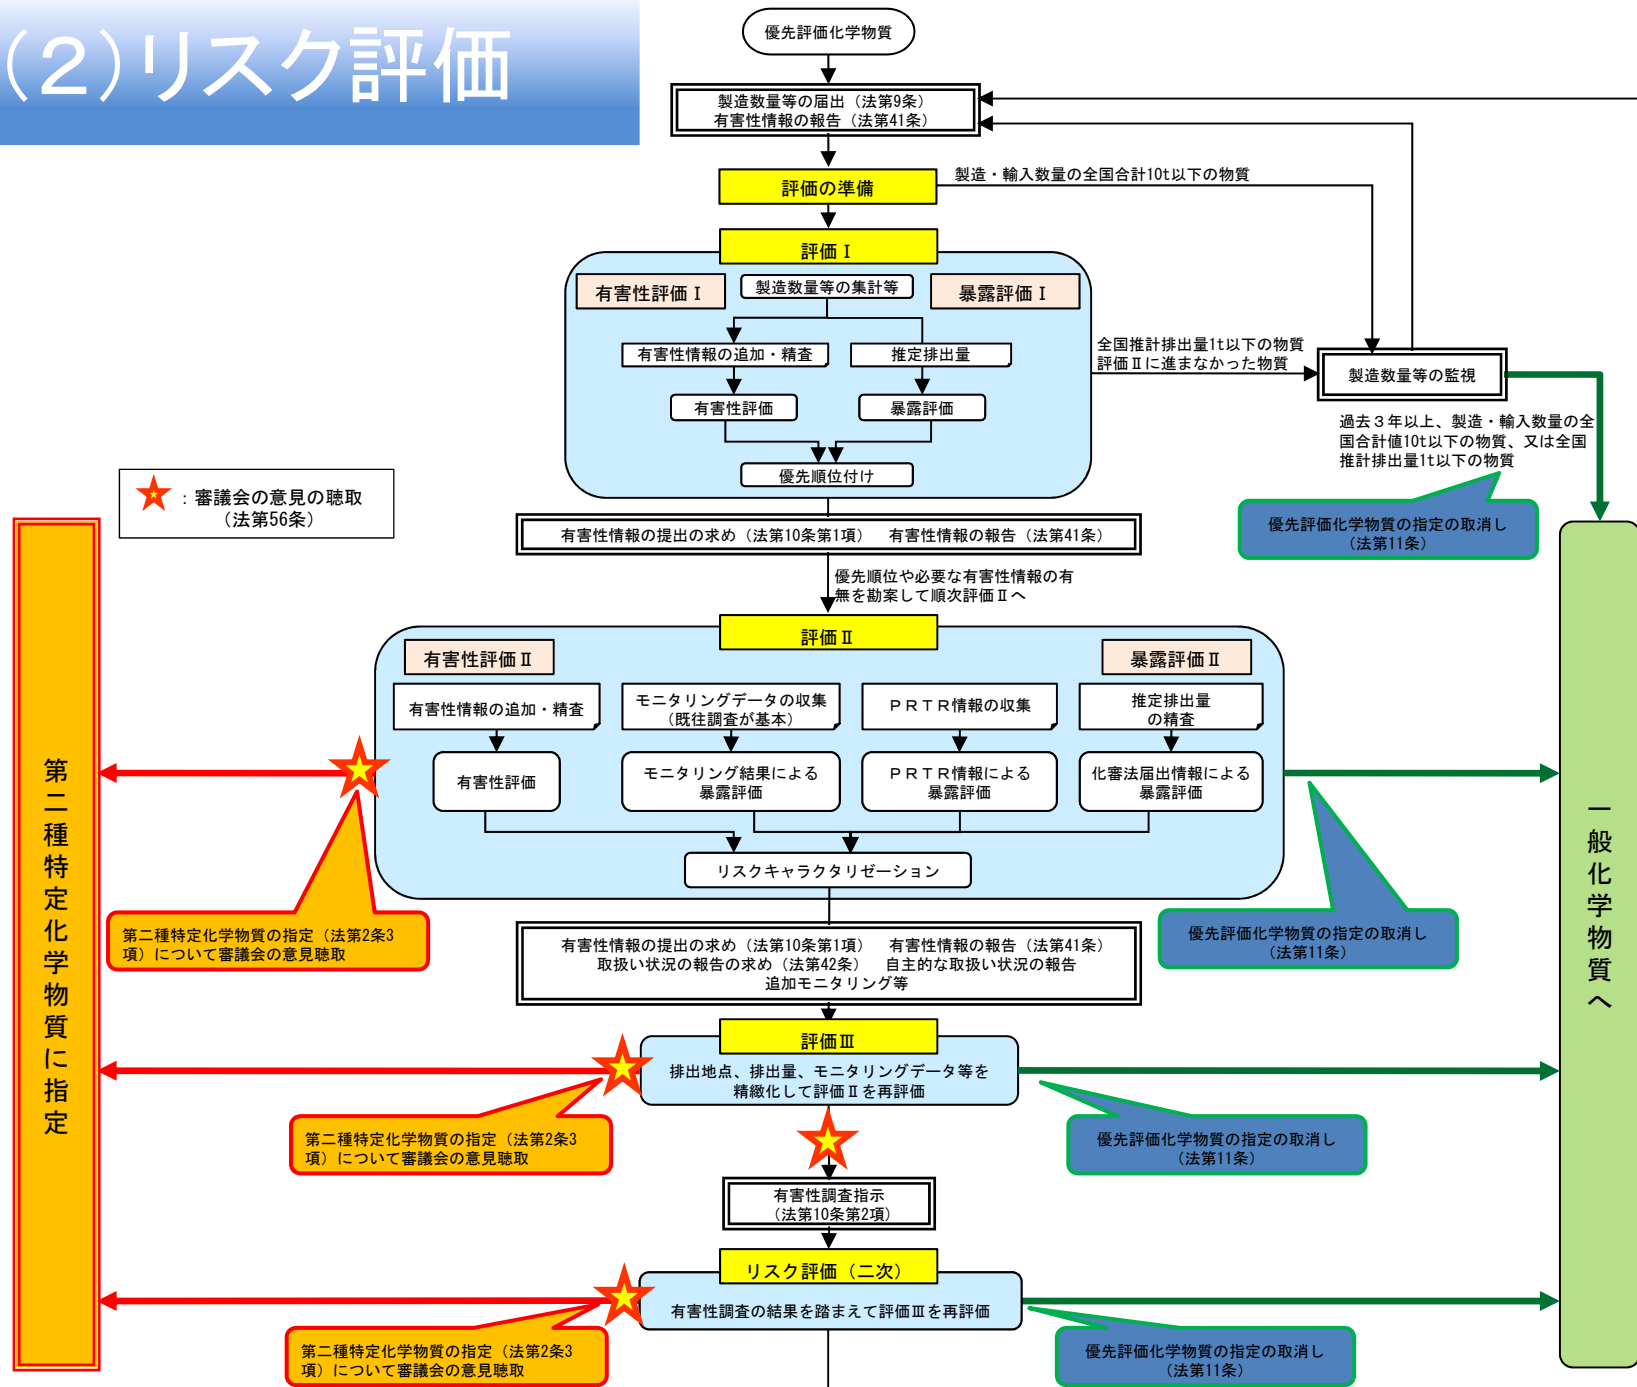 （２）リスク評価
優先評価化学物質
製造数量等の届出（法第9条）
有害性情報の報告（法第41条）
評価の準備
製造・輸入数量の全国合計10t以下の物質
評価Ⅰ
有害性評価Ⅰ
製造数量等の集計等
暴露評価Ⅰ
有害性情報の追加・精査
推定排出量
有害性評価
暴露評価
優先順位付け
全国推計排出量1t以下の物質
評価Ⅱに進まなかった物質
製造数量等の監視
過去３年以上、製造・輸入数量の全
国合計値10t以下の物質、又は全国
推計排出量1t以下の物質
優先評価化学物質の指定の取消し
（法第11条）
：審議会の意見の聴取
（法第56条）
有害性情報の提出の求め（法第10条第1項）　有害性情報の報告（法第41条）
優先順位や必要な有害性情報の有
無を勘案して順次評価Ⅱへ
評価Ⅱ
有害性評価Ⅱ
暴露評価Ⅱ
有害性情報の追加・精査
モニタリングデータの収集
（既往調査が基本）
ＰＲＴＲ情報の収集
推定排出量
の精査
有害性評価
モニタリング結果による
暴露評価
ＰＲＴＲ情報による
暴露評価
化審法届出情報による
暴露評価
リスクキャラクタリゼーション
第二種特定化学物質に指定
一般化学物質へ
第二種特定化学物質の指定（法第2条3
項）について審議会の意見聴取
優先評価化学物質の指定の取消し
（法第11条）
有害性情報の提出の求め（法第10条第1項）　有害性情報の報告（法第41条）
取扱い状況の報告の求め（法第42条）　自主的な取扱い状況の報告
追加モニタリング等
評価Ⅲ
排出地点、排出量、モニタリングデータ等を
精緻化して評価Ⅱを再評価
第二種特定化学物質の指定（法第2条3
項）について審議会の意見聴取
優先評価化学物質の指定の取消し
（法第11条）
有害性調査指示
（法第10条第2項）
リスク評価（二次）
有害性調査の結果を踏まえて評価Ⅲを再評価
第二種特定化学物質の指定（法第2条3
項）について審議会の意見聴取
優先評価化学物質の指定の取消し
（法第11条）